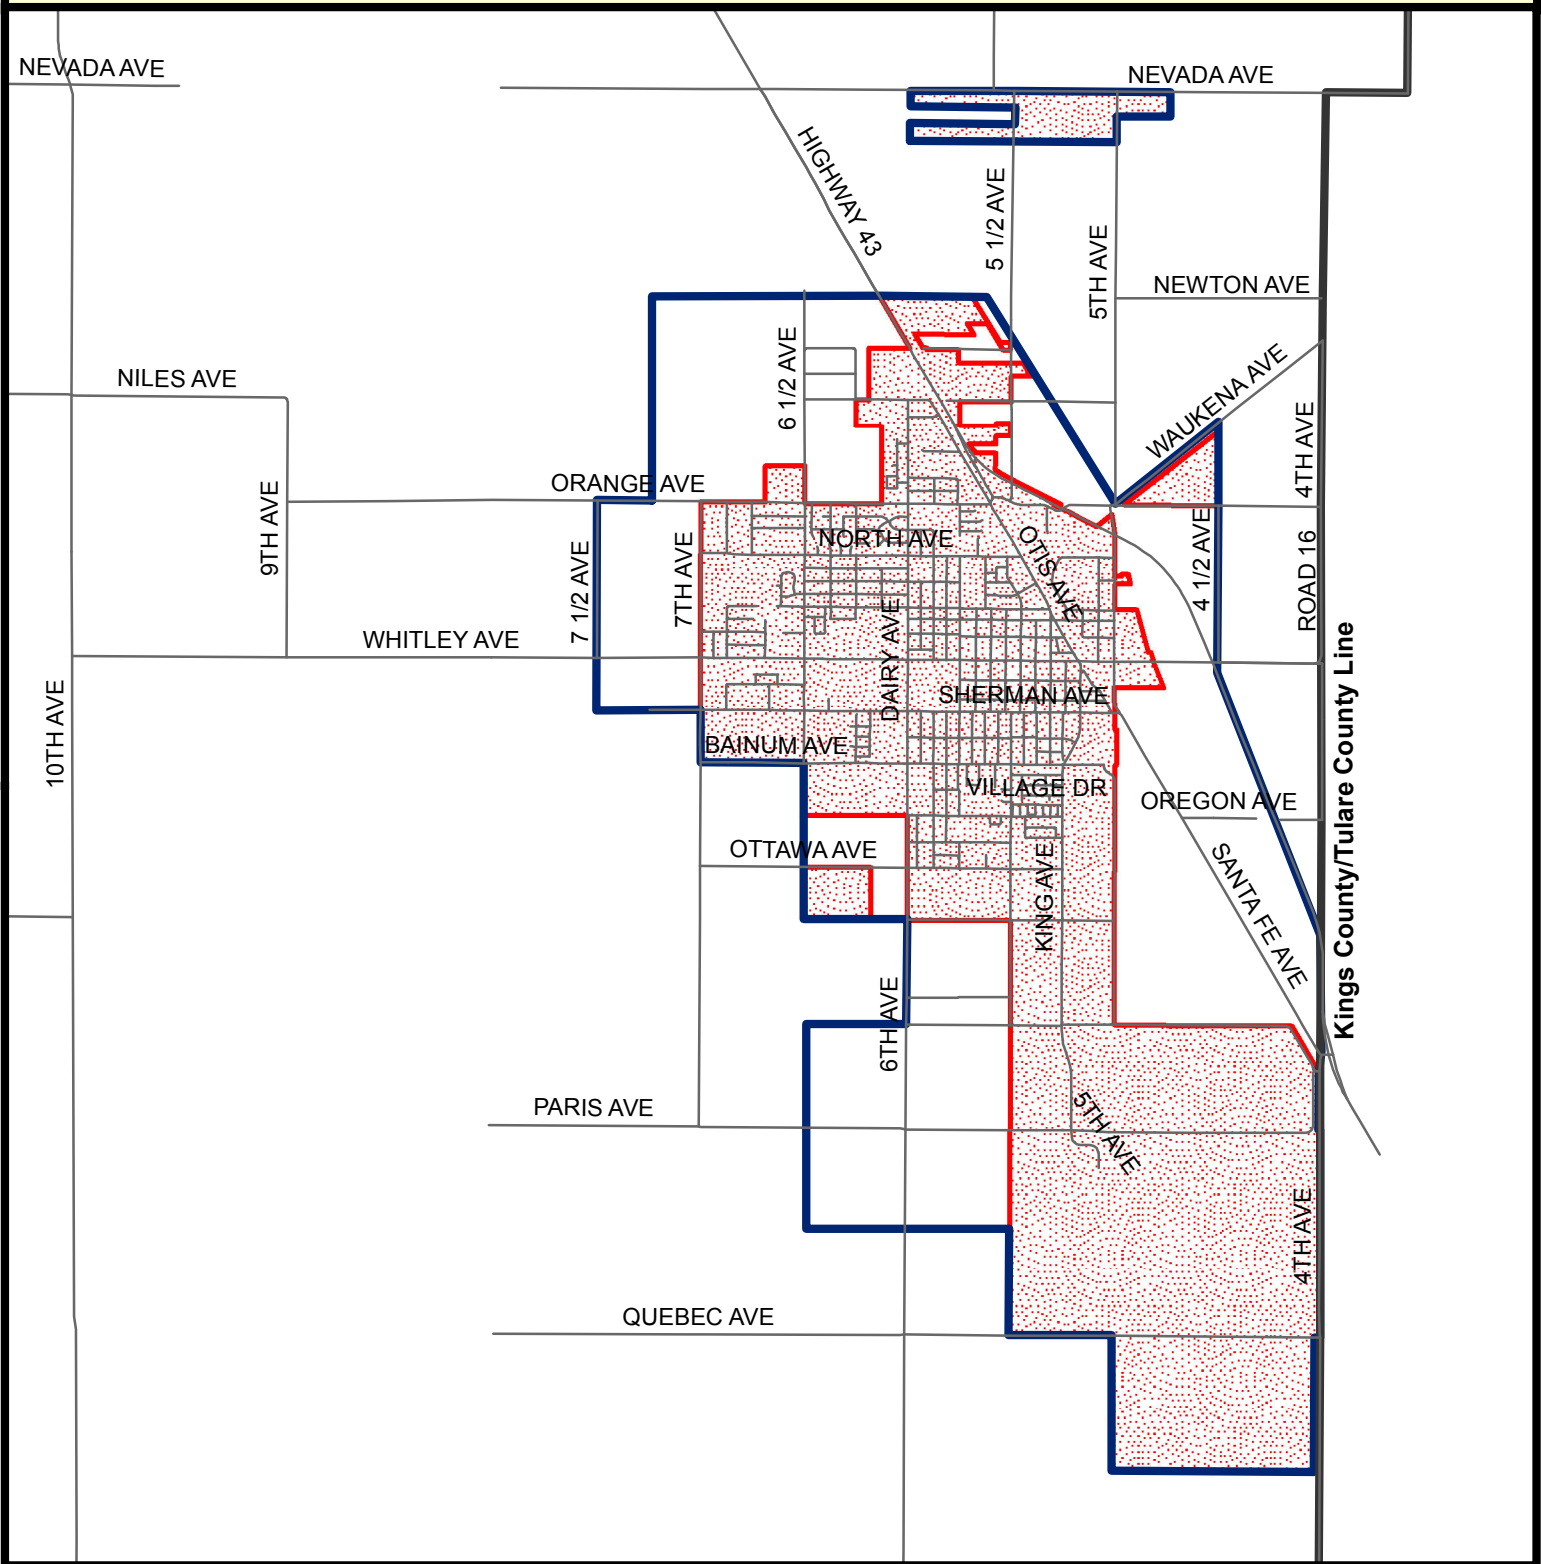 NEVADA AVE
NEVADA AVE
HIGHWAY 43
5 1/2 AVE
5TH AVE
NEWTON AVE
6 1/2 AVE
WAUKENA AVE
NILES AVE
4TH AVE
ORANGE AVE
9TH AVE
NORTH AVE
OTIS AVE
7 1/2 AVE
7TH AVE
4 1/2 AVE
ROAD 16
WHITLEY AVE
DAIRY AVE
SHERMAN AVE
10TH AVE
BAINUM AVE
VILLAGE DR
OREGON AVE
Kings County/Tulare County Line
OTTAWA AVE
KING AVE
SANTA FE AVE
6TH AVE
PARIS AVE
5TH AVE
4TH AVE
QUEBEC AVE